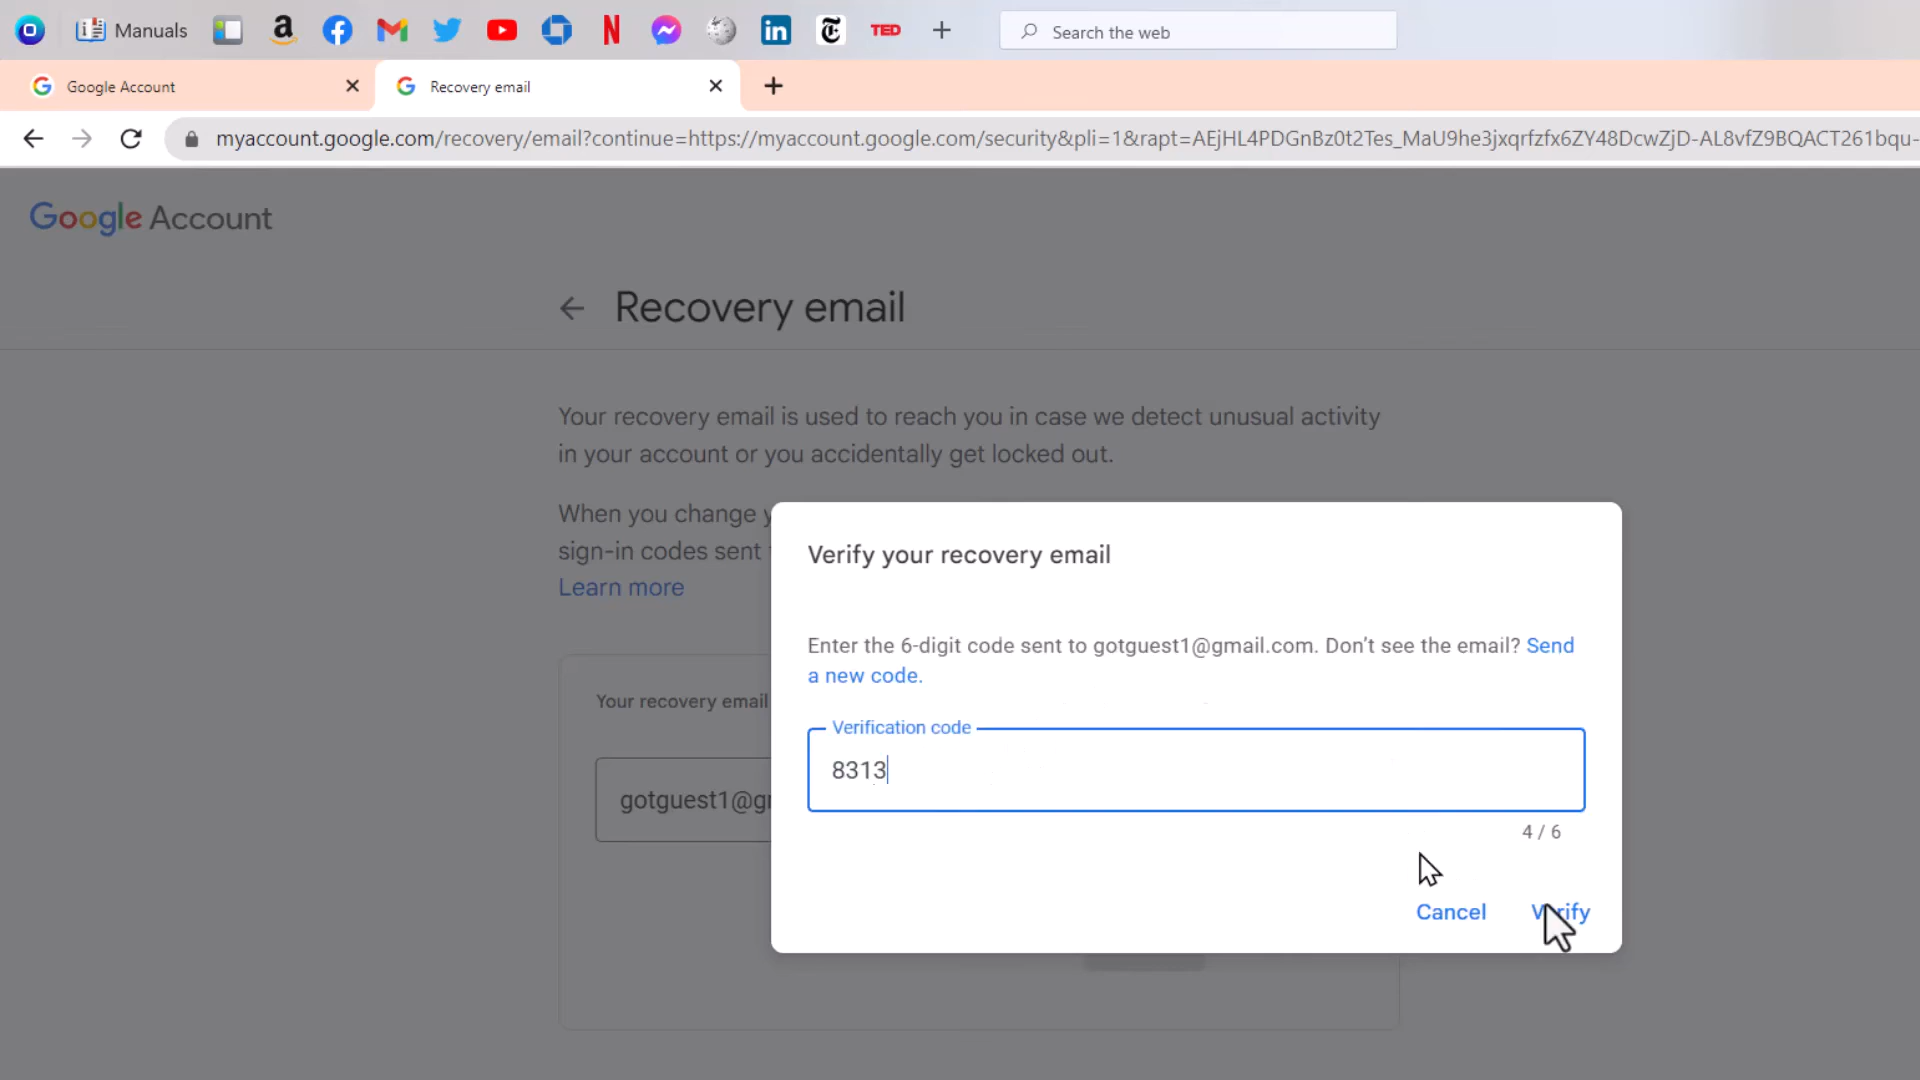 Manuals
a
N
in
T
TED
Search the web
Google Account
Recovery email
myaccount.google.com/recovery/email?continue=https://myaccount.google.com/security&pli=1&rapt=AEjHL4PDGnBz0t2Tes_MaU9he3jxqrfzfx6ZY48DcwZjD-AL8vfZ9BQACT261bqu-
Google Account
Recovery email
Your recovery email is used to reach you in case we detect unusual activity
in your account or you accidentally get locked out.
When you change y
sign-in codes sent
Learn more
Your recovery email
gotguest1@g
Verify your recovery email
Enter the 6-digit code sent to gotguest1@gmail.com. Don't see the email? Send
a new code.
Verification code
8313
4 / 6
Cancel
Verify